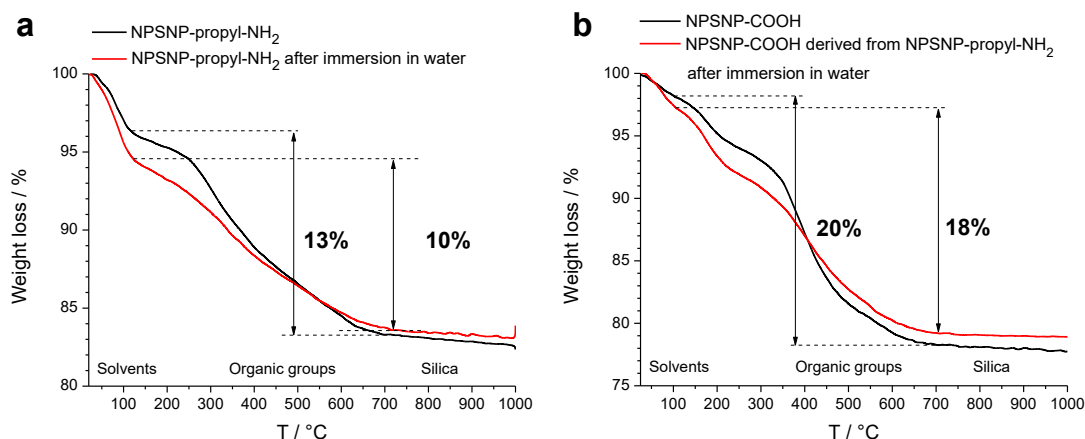 a
NPSNP-propyl-NH2
NPSNP-propyl-NH2 after immersion in water
100
95
90
85
80
Weight loss / %
13%
10%
Solvents
Organic groups
Silica
100 200 300 400 500 600 700 800 900 1000
T / °C
b
NPSNP-COOH
NPSNP-COOH derived from NPSNP-propyl-NH2
after immersion in water
100
95
90
85
80
75
Weight loss / %
20%
18%
Solvents
Organic groups
Silica
100 200 300 400 500 600 700 800 900 1000
T / °C